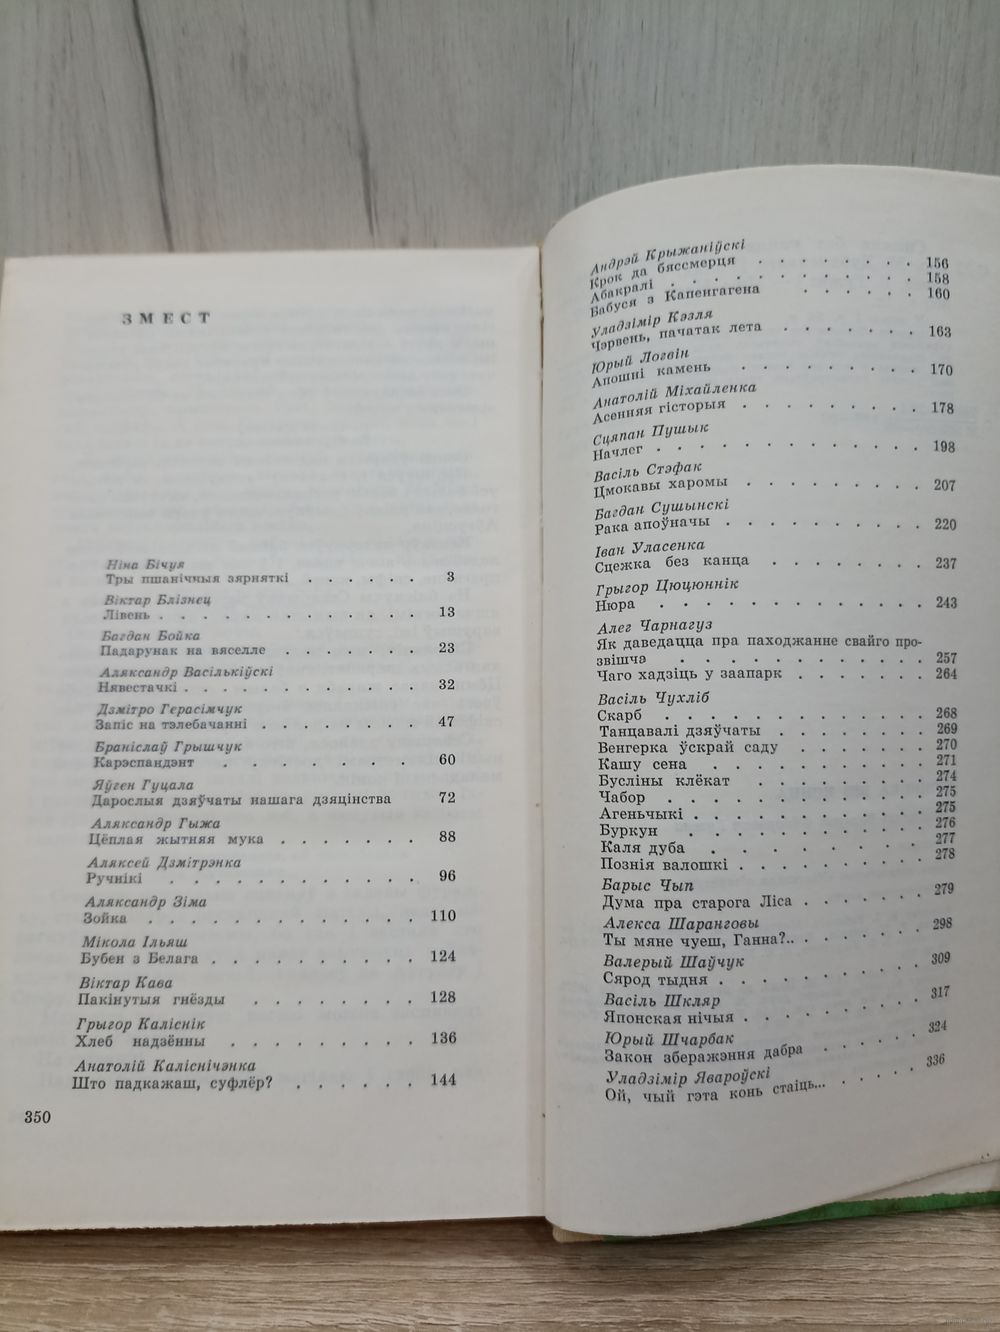 ЗМЕСТ
Ніна Бічуя
Тры пшанічныя зярняткі . . . . . . 3
Віктар Блізнец
Лівень . . . . . . . . . . . . 13
Багдан Бойка
Падарунак на вяселле . . . . . . . 23
Аляксандр Васількіўскі
Нявестачкі . . . . . . . . . . . 32
Дзмітро Герасімчук
Запіс на тэлебачанні . . . . . . . 47
Браніслаў Грышчук
Карэспандэнт . . . . . . . 60
Яўген Гуцала
Дарослыя дзяўчаты нашага дзяцінства 72
Аляксандр Гыжа
Цёплая жытняя мука . . . . . . . 88
Аляксей Дзмітрэнка
Ручнікі . . . . . . . . . . . 96
Аляксандр Зіма
Зойка . . . . . . . . . . . . 110
Мікола Ільяш
Бубен з Белага . . . . . . . . . . 124
Віктар Кава
Пакінутыя гнёзды . . . . . . . . 128
Грыгор Каліснік
Хлеб надзённы . . . . . . . . . 136
Анатолій Каліснічэнка
Што падкажаш, суфлёр? . . . . . . 144
350
Андрэй Крыжаніўскі
Крок да бяссмерця . . . . . . . . 156
Абакралі . . . . . . . . . . . 158
Бабуся з Капенгагена . . . . . . 160
Уладзімір Кэзля
Чэрвень, пачатак лета . . . . . . . 163
Юрый Логвін
Апошні камень . . . . . . . . . 170
Анатолій Міхайленка
Асенняя гісторыя . . . . . . . . . 178
Сцяпан Пушык
Начлег . . . . . . . . . . . . . 198
Васіль Стэфак
Цмокавы харомы . . . . . . . . . 207
Багдан Сушынскі
Рака апоўначы . . . . . . . . . . 220
Іван Уласенка
Сцежка без канца . . . . . . . . 237
Грыгор Цюцюннік
Нюра . . . . . . . . . . . . 243
Алег Чарнагуз
Як даведацца пра паходжанне свайго про-
звішча . . . . . . . . . . . 257
Чаго хадзіць у заапарк . . . . . . 264
Васіль Чухліб
Скарб . . . . . . . . . . . . 268
Танцавалі дзяўчаты . . . . . . . . 269
Венгерка ўскрай саду . . . . . . . 270
Кашу сена . . . . . . . . . . 271
Бусліны клёкат . . . . . . . . . 274
Чабор . . . . . . . . . . . . 275
Агеньчыкі . . . . . . . . . . . 275
Буркун . . . . . . . . . . . 276
Каля дуба . . . . . . . . . 277
Познія валошкі . . . . . . . . . 278
Барыс Чып
Дума пра старога Ліса . . . . . . . 279
Алекса Шаранговы
Ты мяне чуеш, Ганна?.. . . . . . . 298
Валерый Шаўчук
Сярод тыдня . . . . . . . . . . 309
Васіль Шкляр
Японская нічыя . . . . . . . . . 317
Юрый Шчарбак
Закон зберажэння дабра . . . . . . 324
Уладзімір Явароўскі
Ой, чый гэта конь стаіць... . . . . . 336